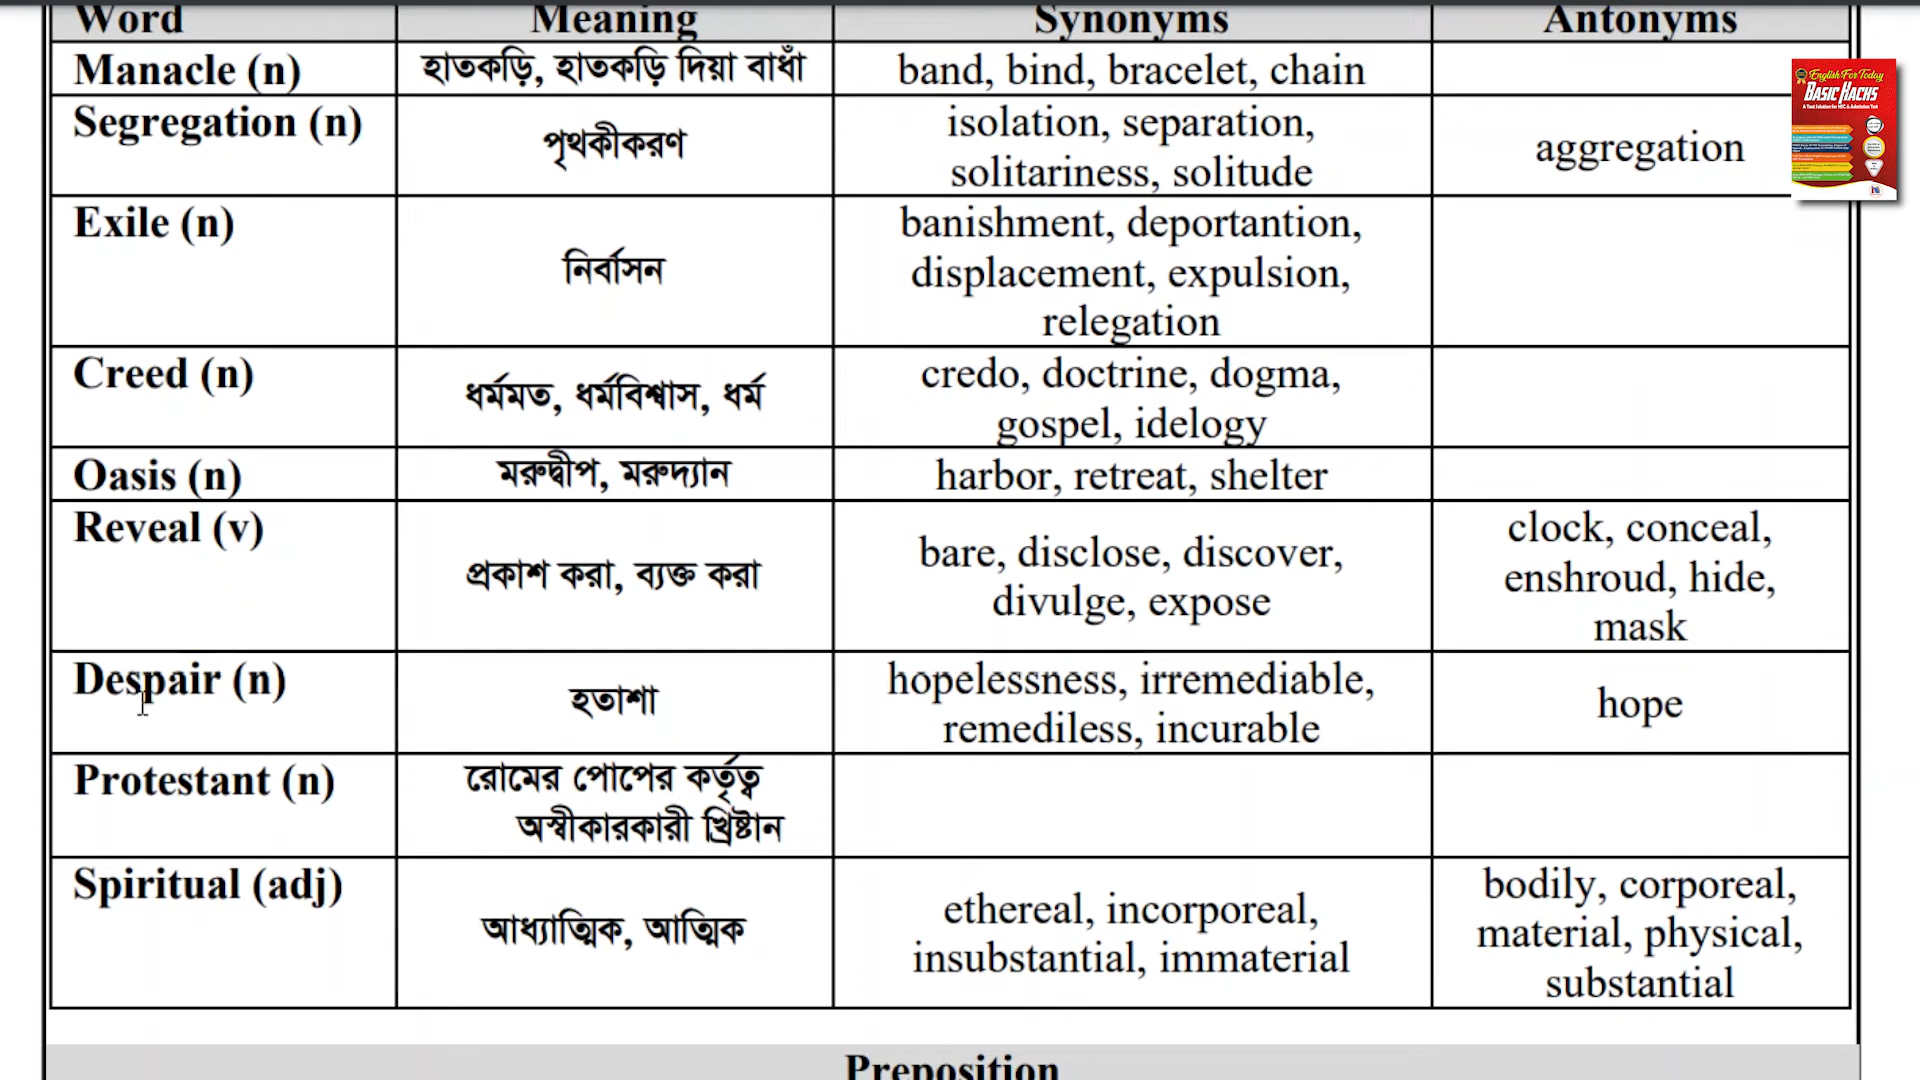 Word Meaning Synonyms Antonyms
Manacle (n) হাতকড়ি, হাতকড়ি দিয়া বাধাঁ band, bind, bracelet, chain
Segregation (n) পৃথকীকরণ isolation, separation,
solitariness, solitude aggregation
Exile (n) নির্বাসন banishment, deportantion,
displacement, expulsion,
relegation
Creed (n) ধর্মমত, ধর্মবিশ্বাস, ধর্ম credo, doctrine, dogma,
gospel, idelogy
Oasis (n) মরুদ্বীপ, মরুদ্যান harbor, retreat, shelter
Reveal (v) প্রকাশ করা, ব্যক্ত করা bare, disclose, discover,
divulge, expose
clock, conceal,
enshroud, hide,
mask
Despair (n) হতাশা hopelessness, irremediable,
remediless, incurable hope
Protestant (n) রোমের পোপের কর্তৃত্ব
অস্বীকারকারী খ্রিষ্টান
Spiritual (adj) আধ্যাত্মিক, আত্মিক ethereal, incorporeal,
insubstantial, immaterial
bodily, corporeal,
material, physical,
substantial
Preposition
English For Today
BASIC HACKS